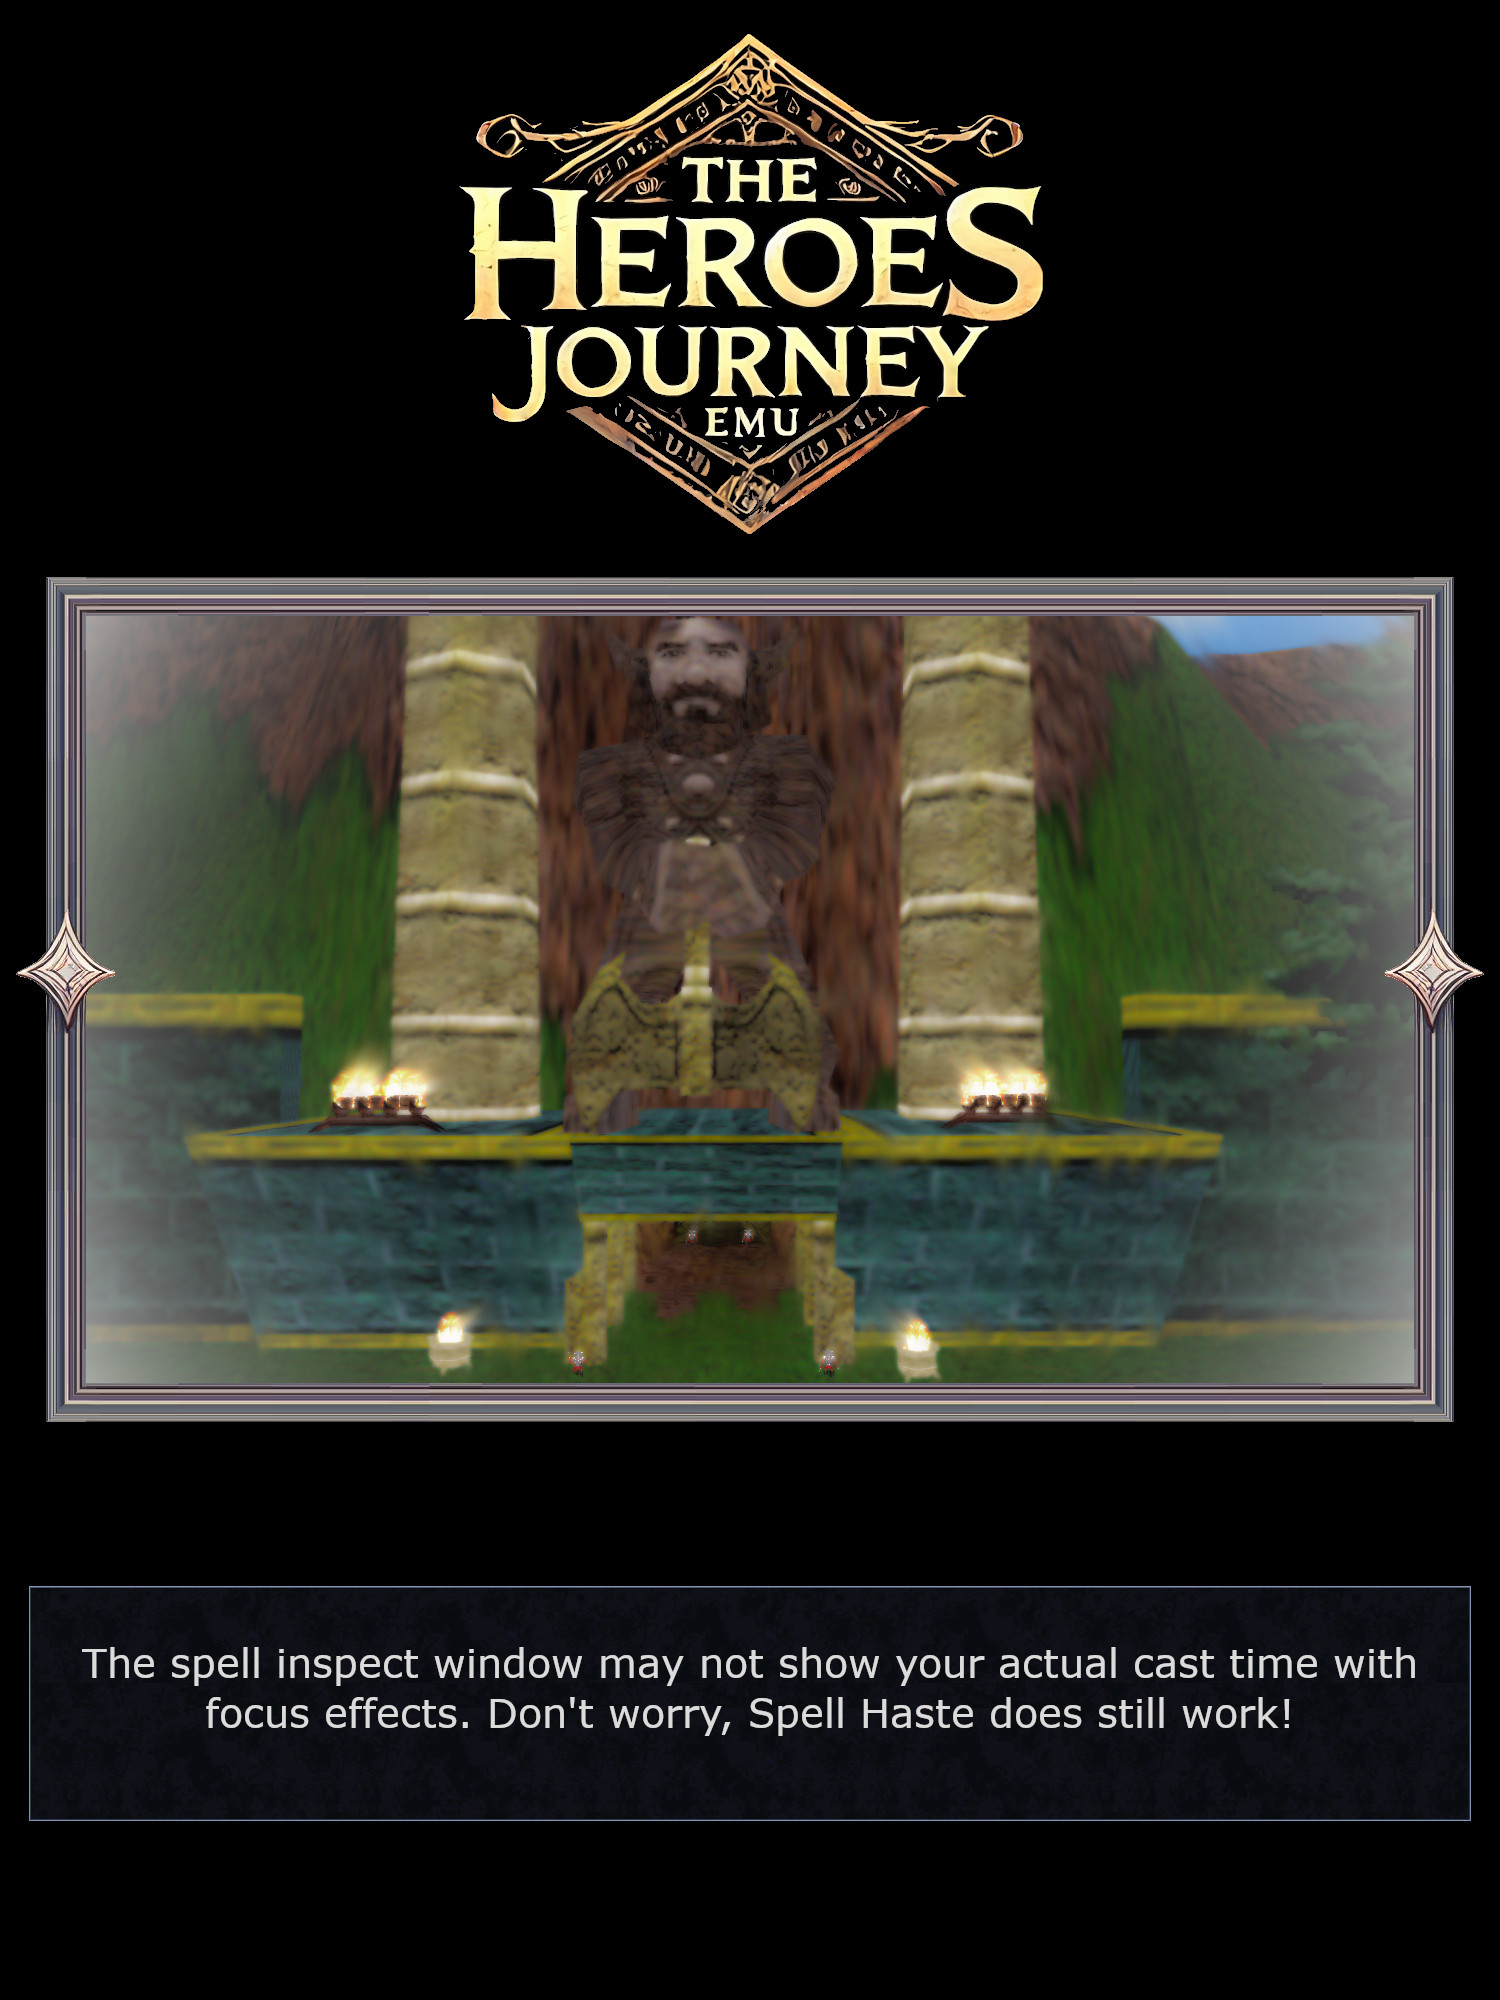 THE
HEROES
JOURNEY
EMU
The spell inspect window may not show your actual cast time with
focus effects. Don't worry, Spell Haste does still work!